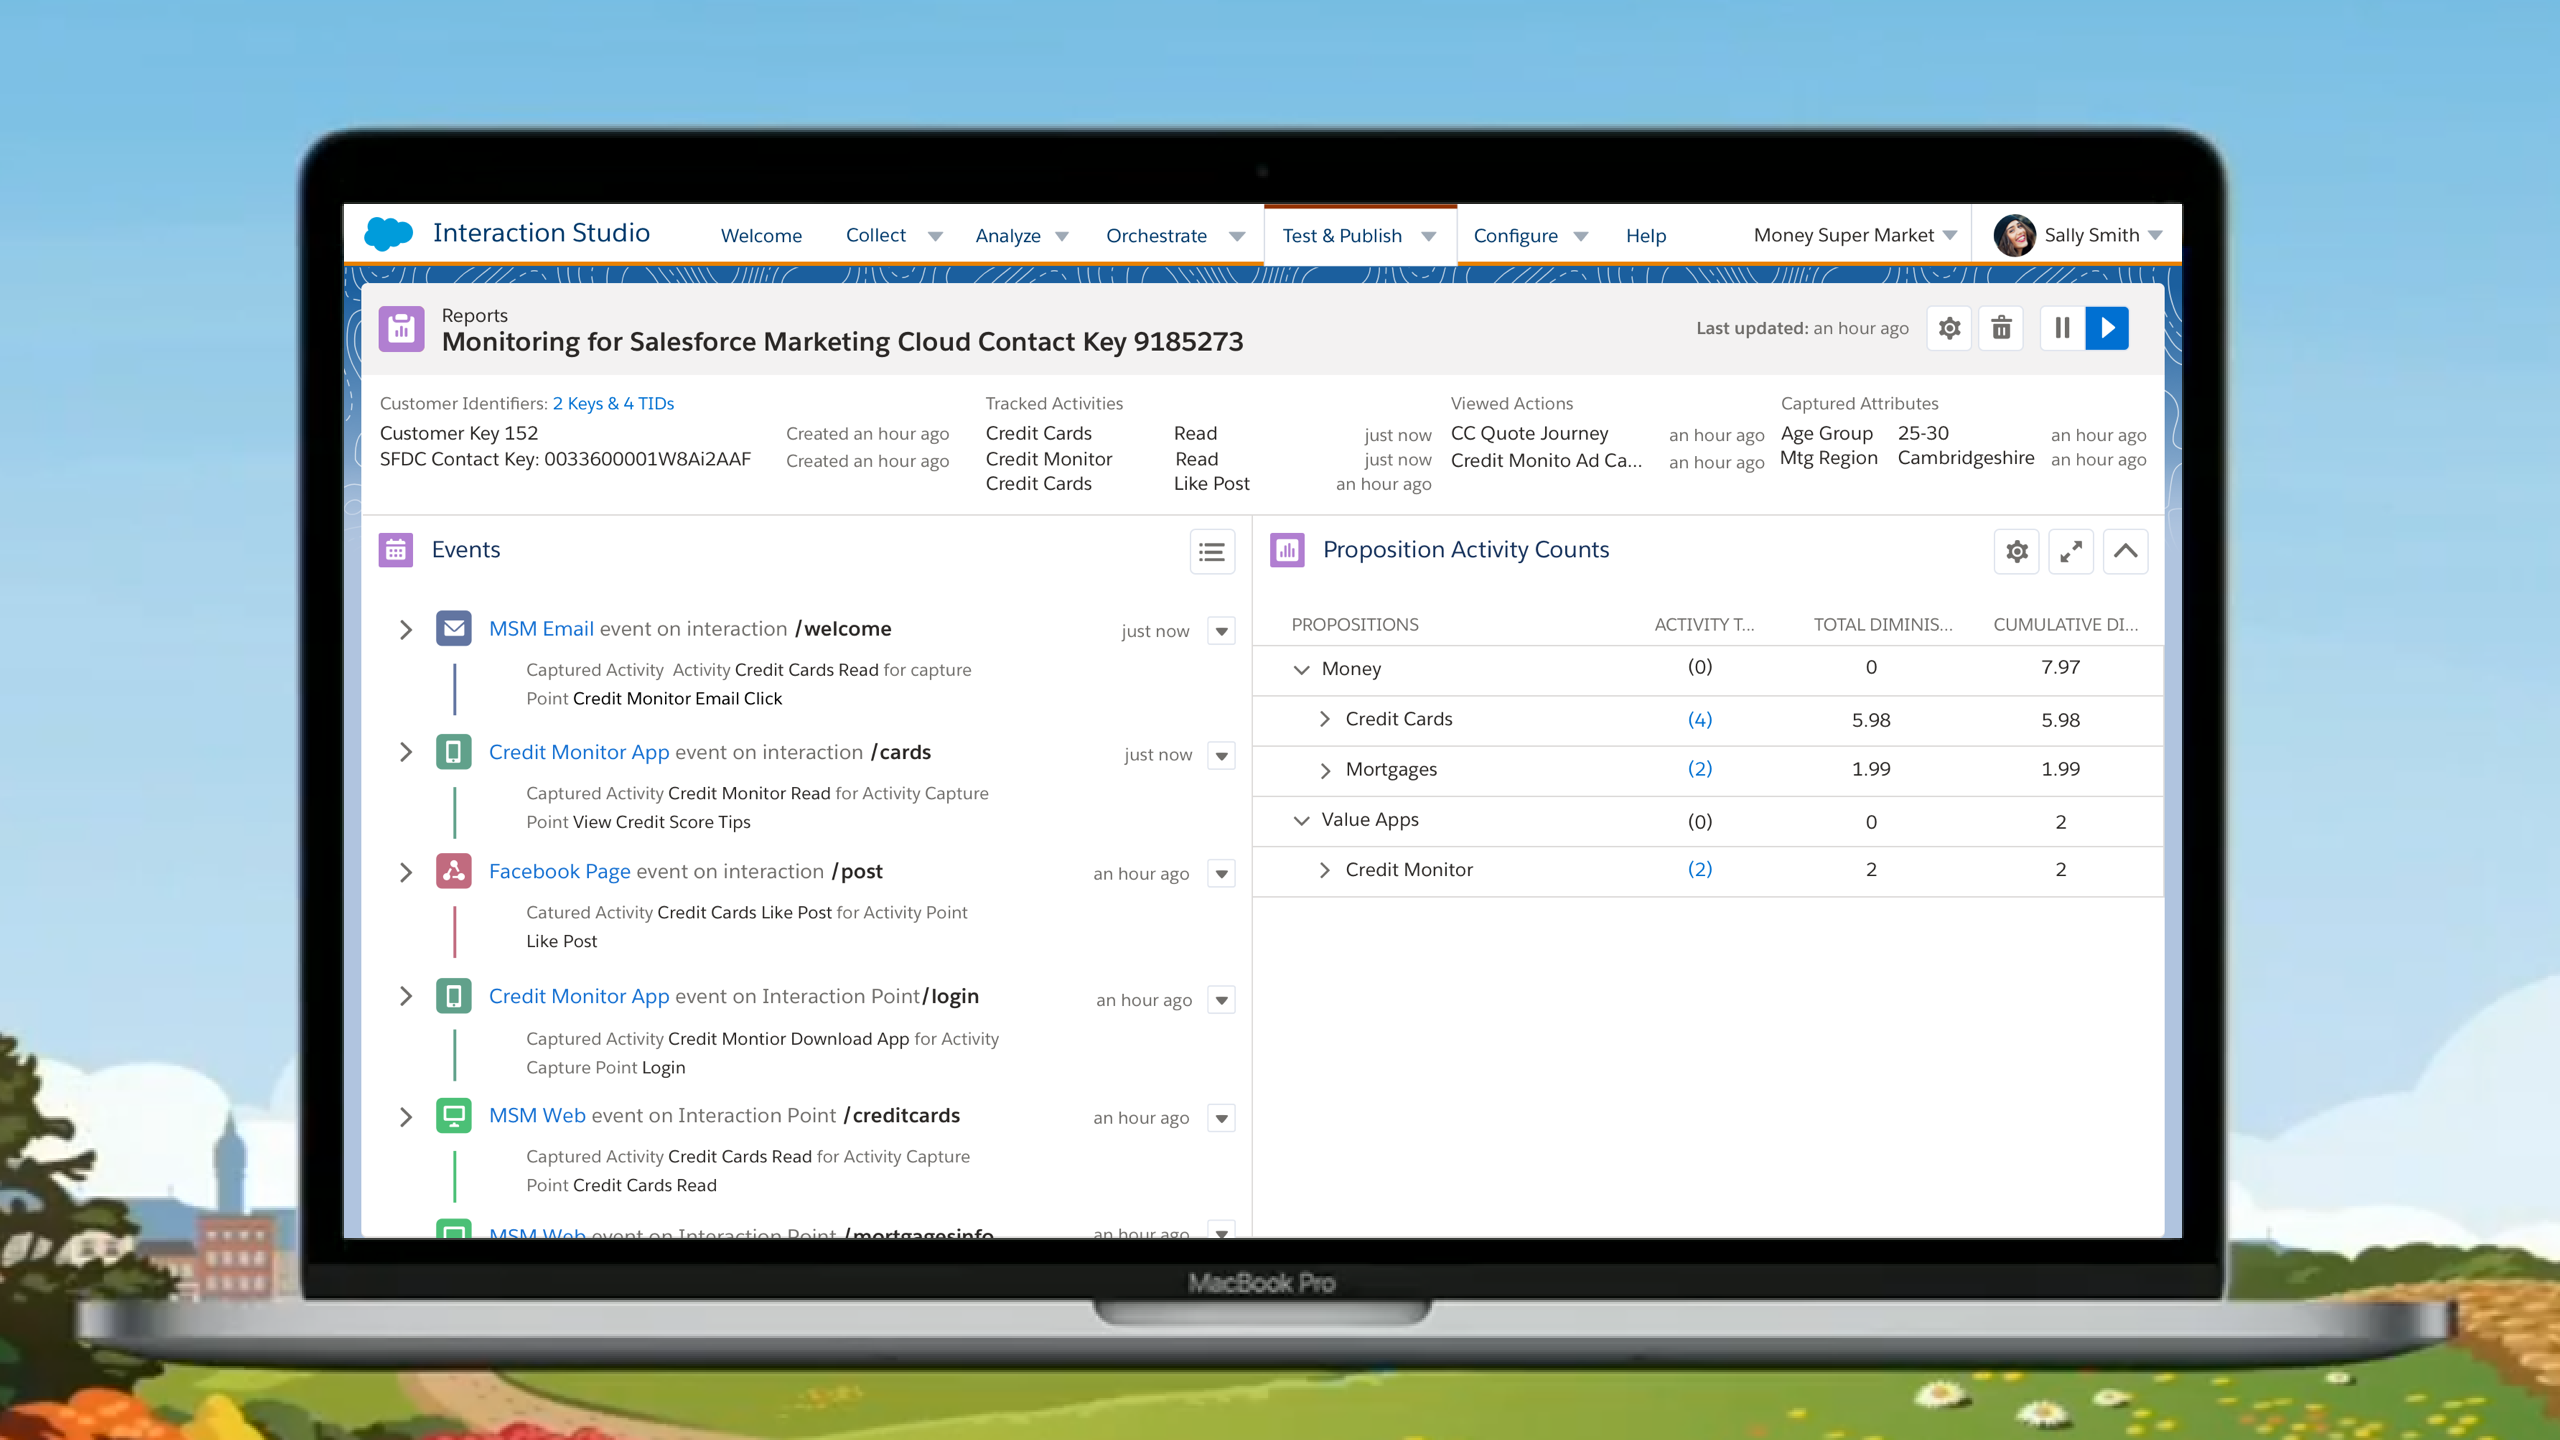 Interaction Studio Welcome Collect Analyze Orchestrate Test & Publish Configure Help Money Super Market Sally Smith
Reports
Monitoring for Salesforce Marketing Cloud Contact Key 9185273
Last updated: an hour ago
Customer Identifiers: 2 Keys & 4 TIDs
Customer Key 152 Created an hour ago
SFDC Contact Key: 0033600001W8Ai2AAF Created an hour ago
Tracked Activities
Credit Cards Read just now
Credit Monitor Read just now
Credit Cards Like Post an hour ago
Viewed Actions
CC Quote Journey an hour ago
Credit Monito Ad Ca... an hour ago
Captured Attributes
Age Group 25-30 an hour ago
Mtg Region Cambridgeshire an hour ago
Events
MSM Email event on interaction /welcome just now
Captured Activity Activity Credit Cards Read for capture
Point Credit Monitor Email Click
Credit Monitor App event on interaction /cards just now
Captured Activity Credit Monitor Read for Activity Capture
Point View Credit Score Tips
Facebook Page event on interaction /post an hour ago
Catured Activity Credit Cards Like Post for Activity Point
Like Post
Credit Monitor App event on Interaction Point/login an hour ago
Captured Activity Credit Montior Download App for Activity
Capture Point Login
MSM Web event on Interaction Point /creditcards an hour ago
Captured Activity Credit Cards Read for Activity Capture
Point Credit Cards Read
MSM Web event on Interaction Point /mortgagesinfo an hour ago
Proposition Activity Counts
PROPOSITIONS ACTIVITY T... TOTAL DIMINIS... CUMULATIVE DI...
Money (0) 0 7.97
Credit Cards (4) 5.98 5.98
Mortgages (2) 1.99 1.99
Value Apps (0) 0 2
Credit Monitor (2) 2 2
MacBook Pro